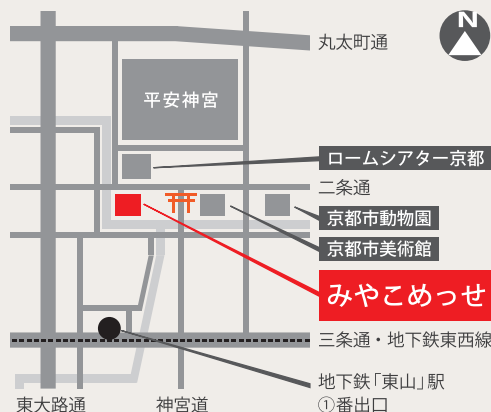 N
丸太町通
平安神宮
ロームシアター京都
二条通
京都市動物園
京都市美術館
みやこめっせ
三条通・地下鉄東西線
地下鉄「東山」駅
①番出口
東大路通
神宮道